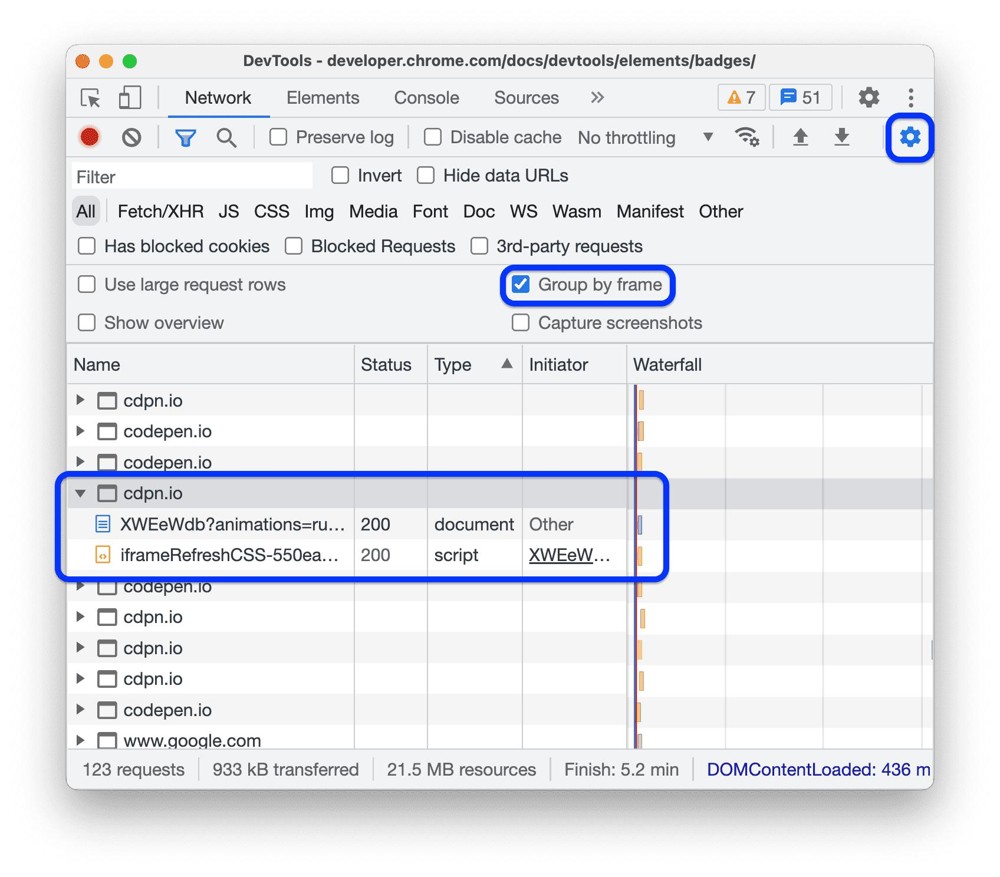 DevTools - developer.chrome.com/docs/devtools/elements/badges/
Network Elements Console Sources 7 51
Preserve log Disable cache No throttling
Filter Invert Hide data URLs
All Fetch/XHR JS CSS Img Media Font Doc WS Wasm Manifest Other
Has blocked cookies Blocked Requests 3rd-party requests
Use large request rows Group by frame
Show overview Capture screenshots
Name Status Type Initiator Waterfall
cdpn.io
codepen.io
codepen.io
cdpn.io
XWEeWdb?animations=ru... 200 document Other
iframeRefreshCSS-550ea... 200 script XWEeW...
codepen.io
cdpn.io
cdpn.io
cdpn.io
codepen.io
www.google.com
123 requests 933 kB transferred 21.5 MB resources Finish: 5.2 min DOMContentLoaded: 436 m